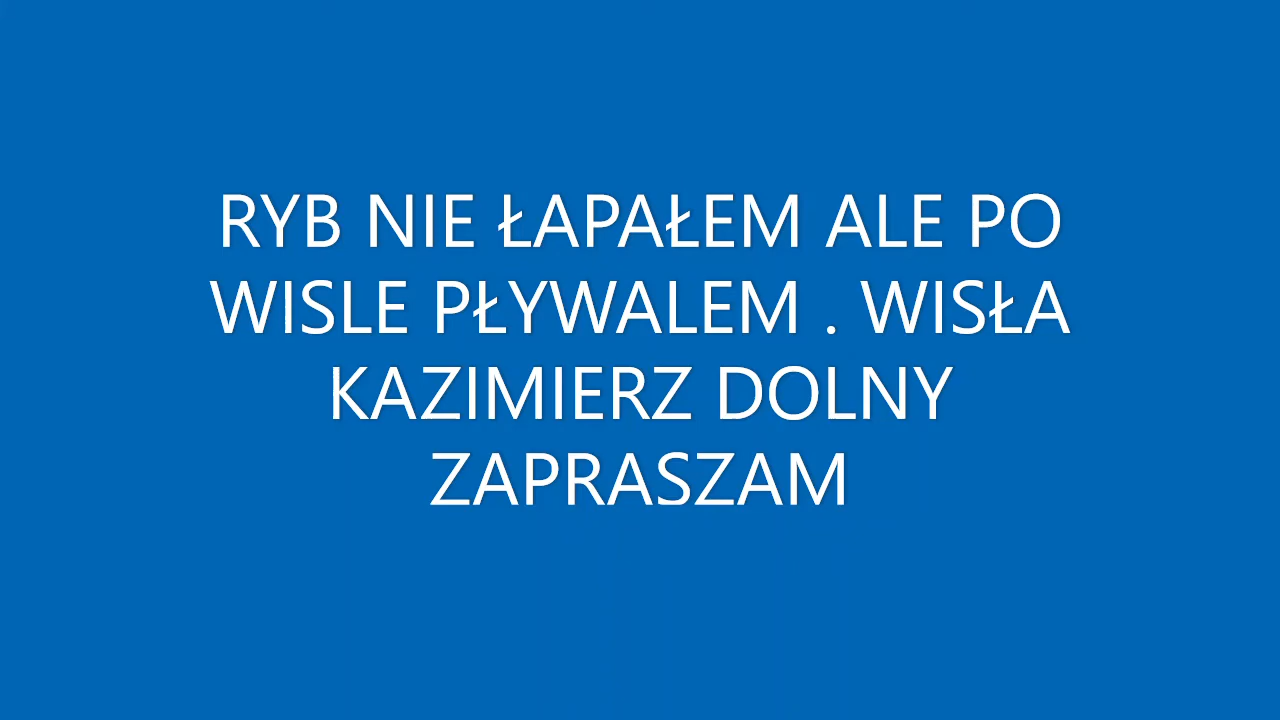 RYB NIE ŁAPAŁEM ALE PO
WISLE PŁYWALEM . WISŁA
KAZIMIERZ DOLNY
ZAPRASZAM